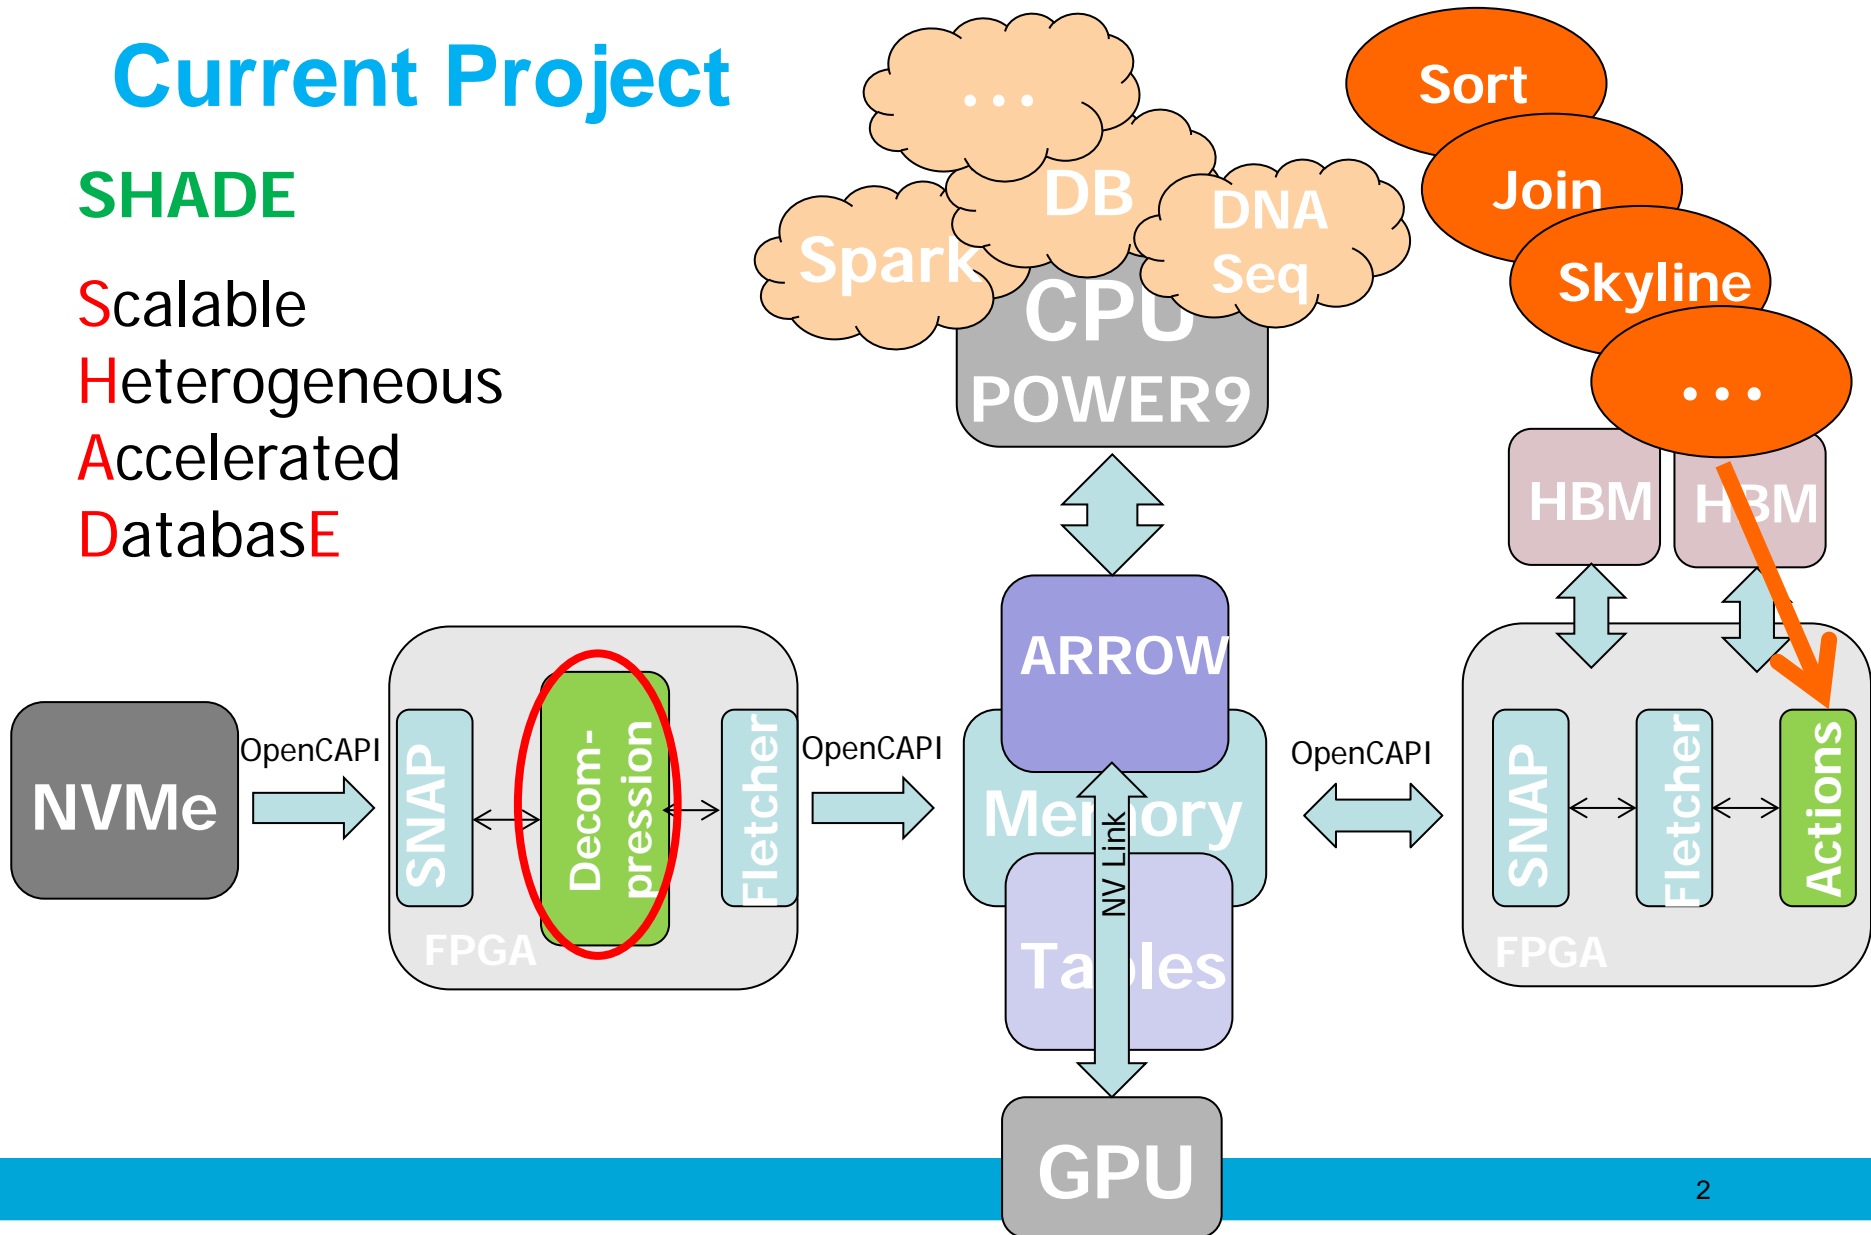 Current Project
SHADE
Scalable
Heterogeneous
Accelerated
DatabasE
. . .
DB
Spark
DNA
Seq
CPU
POWER9
Sort
Join
Skyline
. . .
HBM
HBM
NVMe
OpenCAPI
SNAP
Decom-
pression
Fletcher
FPGA
OpenCAPI
ARROW
Memory
NV Link
Tables
GPU
OpenCAPI
SNAP
Fletcher
Actions
FPGA
2